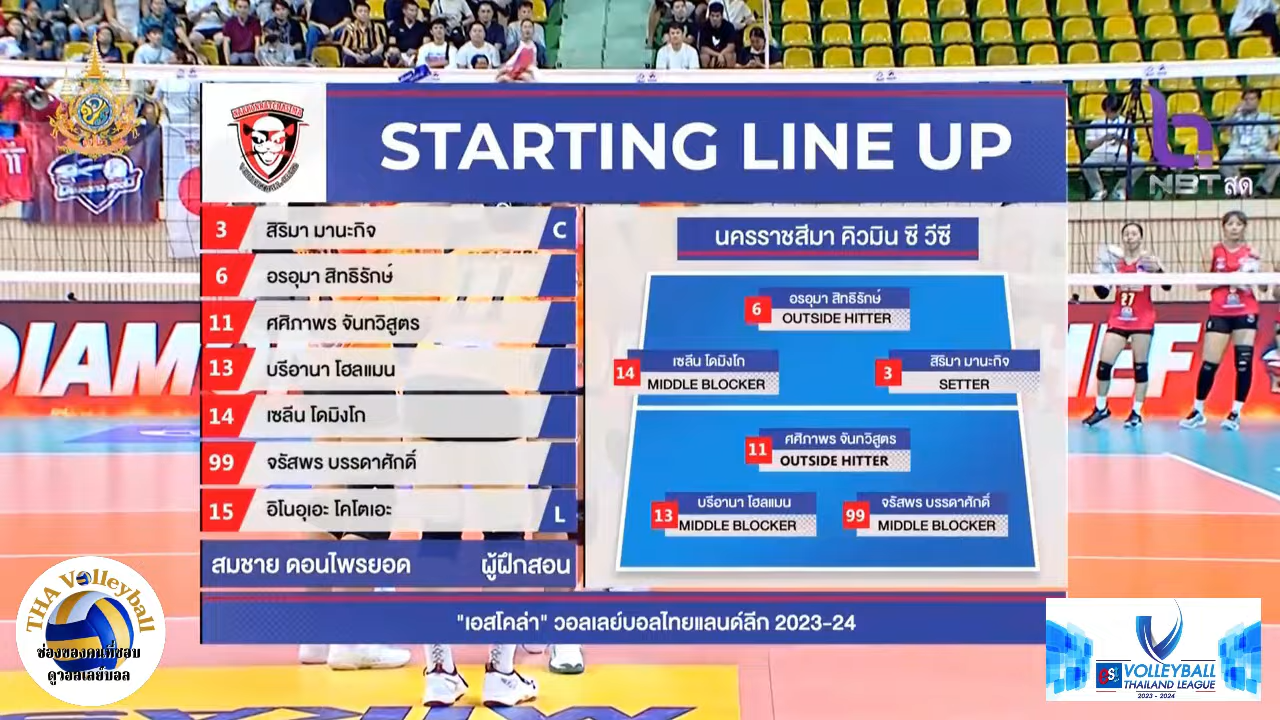 STARTING LINE UP
NBT สด
3 สิริมา มานะกิจ C
6 อรอุมา สิทธิรักษ์
11 ศศิภาพร จันทวิสูตร
13 บรีอานา โฮลแมน
14 เซลีน โดมิงโก
99 จรัสพร บรรดาศักดิ์
15 อิโนอุเอะ โคโตเอะ L
สมชาย ดอนไพรยอด ผู้ฝึกสอน
นครราชสีมา คิวมิน ซี วีซี
6 อรอุมา สิทธิรักษ์
OUTSIDE HITTER
14 เซลีน โดมิงโก
MIDDLE BLOCKER
3 สิริมา มานะกิจ
SETTER
11 ศศิภาพร จันทวิสูตร
OUTSIDE HITTER
13 บรีอานา โฮลแมน
MIDDLE BLOCKER
99 จรัสพร บรรดาศักดิ์
MIDDLE BLOCKER
"เอสโคล่า" วอลเลย์บอลไทยแลนด์ลีก 2023-24
THA Volleyball
ช่องของคนที่ชอบ
ดูวอลเลย์บอล
VOLLEYBALL
THAILAND LEAGUE
2023 - 2024
27
11
DIAM